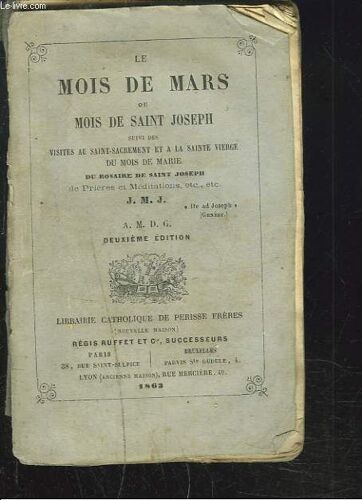 Le-livre.com
LE
MOIS DE MARS
OU
MOIS DE SAINT JOSEPH
SUIVI DES
VISITES AU SAINT-SACREMENT ET A LA SAINTE VIERGE
DU MOIS DE MARIE
DU ROSAIRE DE SAINT JOSEPH
de Prières et Méditations, etc., etc.
J. M. J.
« Ite ad Joseph »
(GENÈSE.)
A. M. D. G.
DEUXIÈME ÉDITION
LIBRAIRIE CATHOLIQUE DE PERISSE FRÈRES
(NOUVELLE MAISON)
RÉGIS RUFFET ET Cie, SUCCESSEURS
PARIS
38, RUE SAINT-SULPICE
BRUXELLES
PARVIS Ste GUDULE, 4.
LYON (ANCIENNE MAISON), RUE MERCIÈRE, 49.
1863